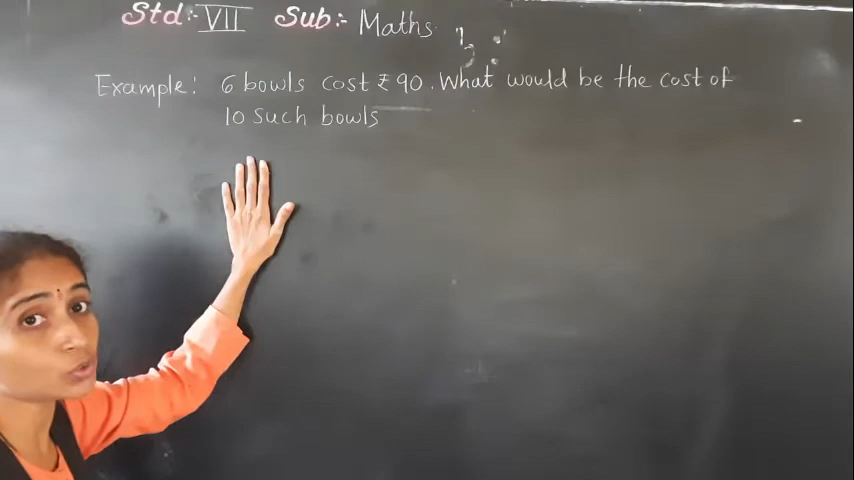 Std:- VII Sub:- Maths
Example: 6 bowls cost ₹ 90. What would be the cost of
10 such bowls